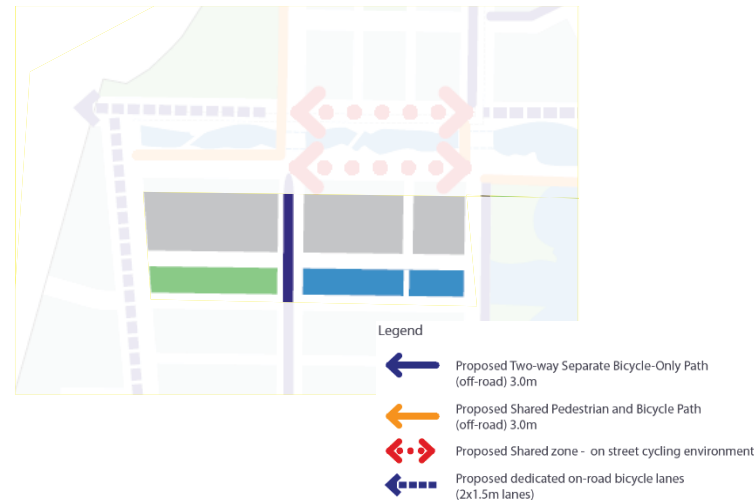 Legend
Proposed Two-way Separate Bicycle-Only Path
(off-road) 3.0m
Proposed Shared Pedestrian and Bicycle Path
(off-road) 3.0m
Proposed Shared zone - on street cycling environment
Proposed dedicated on-road bicycle lanes
(2x1.5m lanes)